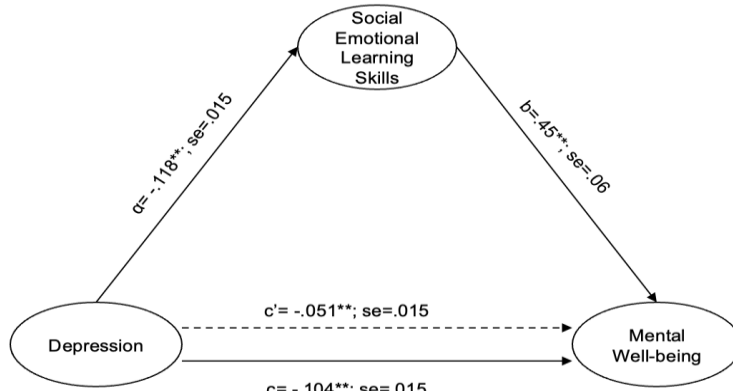 Social
Emotional
Learning
Skills
α= -.118**; se=.015
b=.45**; se=.06
c'= -.051**; se=.015
Depression
Mental
Well-being
c= -.104**; se=.015